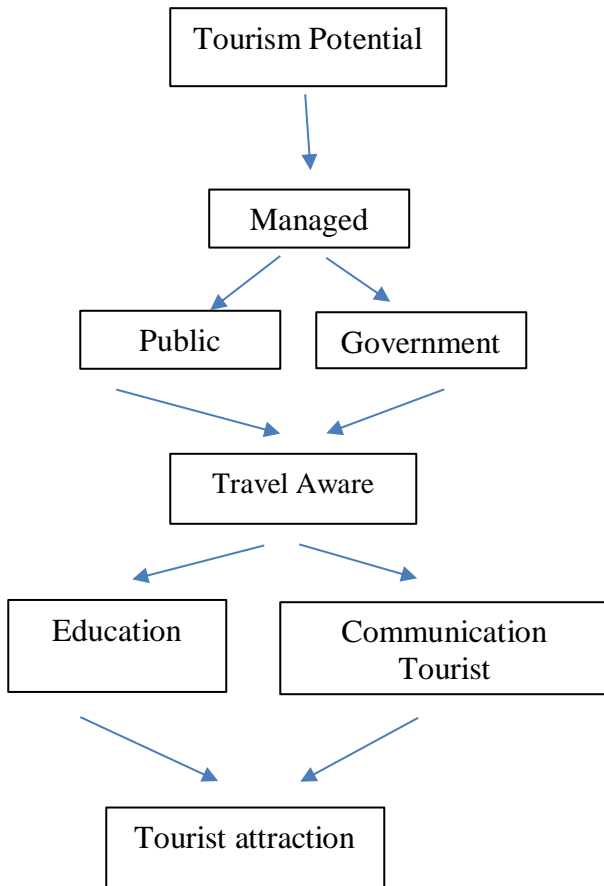 Tourism Potential
Managed
Public
Government
Travel Aware
Education
Communication
Tourist
Tourist attraction